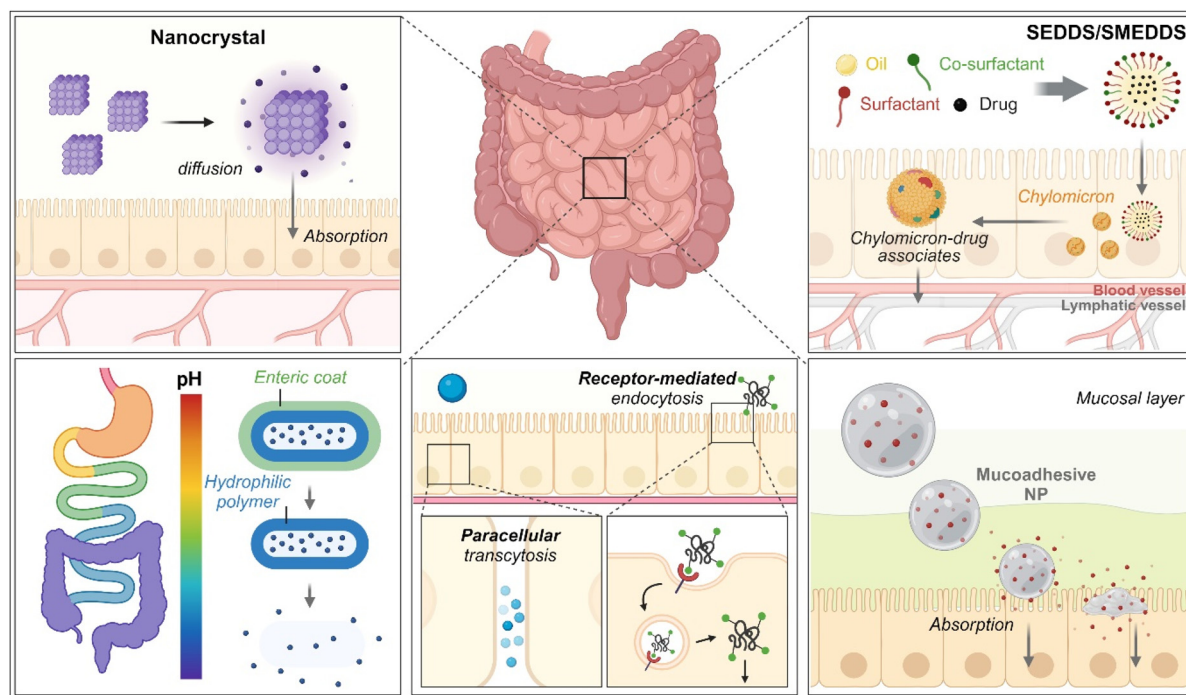 Nanocrystal
diffusion
Absorption
SEDDS/SMEDDS
Oil
Co-surfactant
Surfactant
Drug
Chylomicron
Chylomicron-drug
associates
Blood vessel
Lymphatic vessel
pH
Enteric coat
Hydrophilic
polymer
Receptor-mediated
endocytosis
Paracellular
transcytosis
Mucosal layer
Mucoadhesive
NP
Absorption